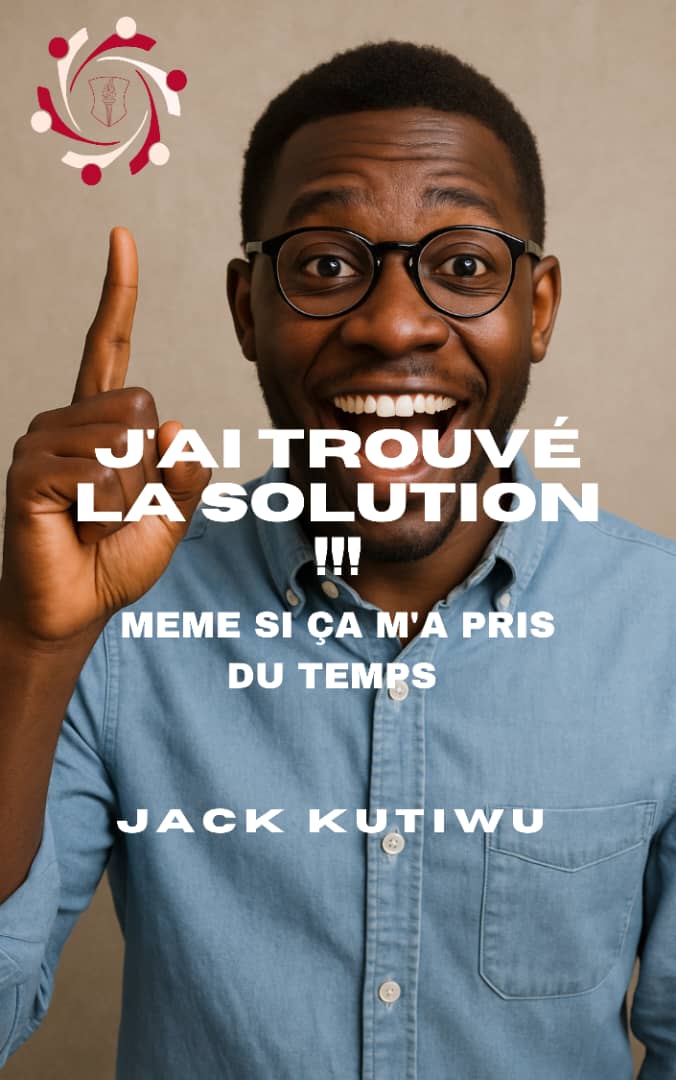 J'AI TROUVÉ
LA SOLUTION
!!!
MEME SI ÇA M'A PRIS
DU TEMPS
JACK KUTIWU